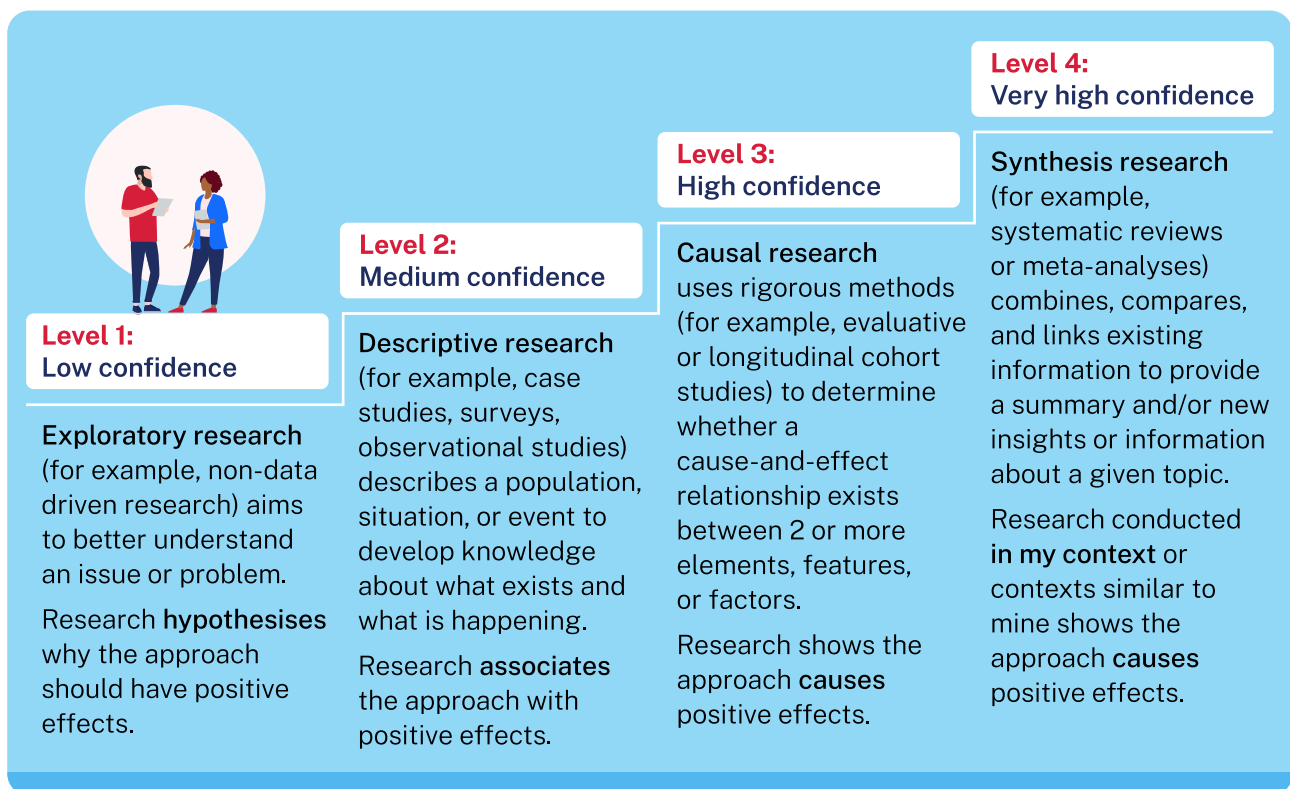 Level 1:
Low confidence
Exploratory research
(for example, non-data
driven research) aims
to better understand
an issue or problem.
Research hypothesises
why the approach
should have positive
effects.
Level 2:
Medium confidence
Descriptive research
(for example, case
studies, surveys,
observational studies)
describes a population,
situation, or event to
develop knowledge
about what exists and
what is happening.
Research associates
the approach with
positive effects.
Level 3:
High confidence
Causal research
uses rigorous methods
(for example, evaluative
or longitudinal cohort
studies) to determine
whether a
cause-and-effect
relationship exists
between 2 or more
elements, features,
or factors.
Research shows the
approach causes
positive effects.
Level 4:
Very high confidence
Synthesis research
(for example,
systematic reviews
or meta-analyses)
combines, compares,
and links existing
information to provide
a summary and/or new
insights or information
about a given topic.
Research conducted
in my context or
contexts similar to
mine shows the
approach causes
positive effects.